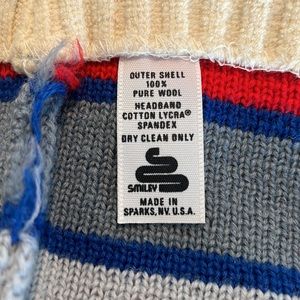 OUTER SHELL
100%
PURE WOOL
HEADBAND
COTTON LYCRA®
SPANDEX
DRY CLEAN ONLY
SMILEY
MADE IN
SPARKS, NV. U.S.A.